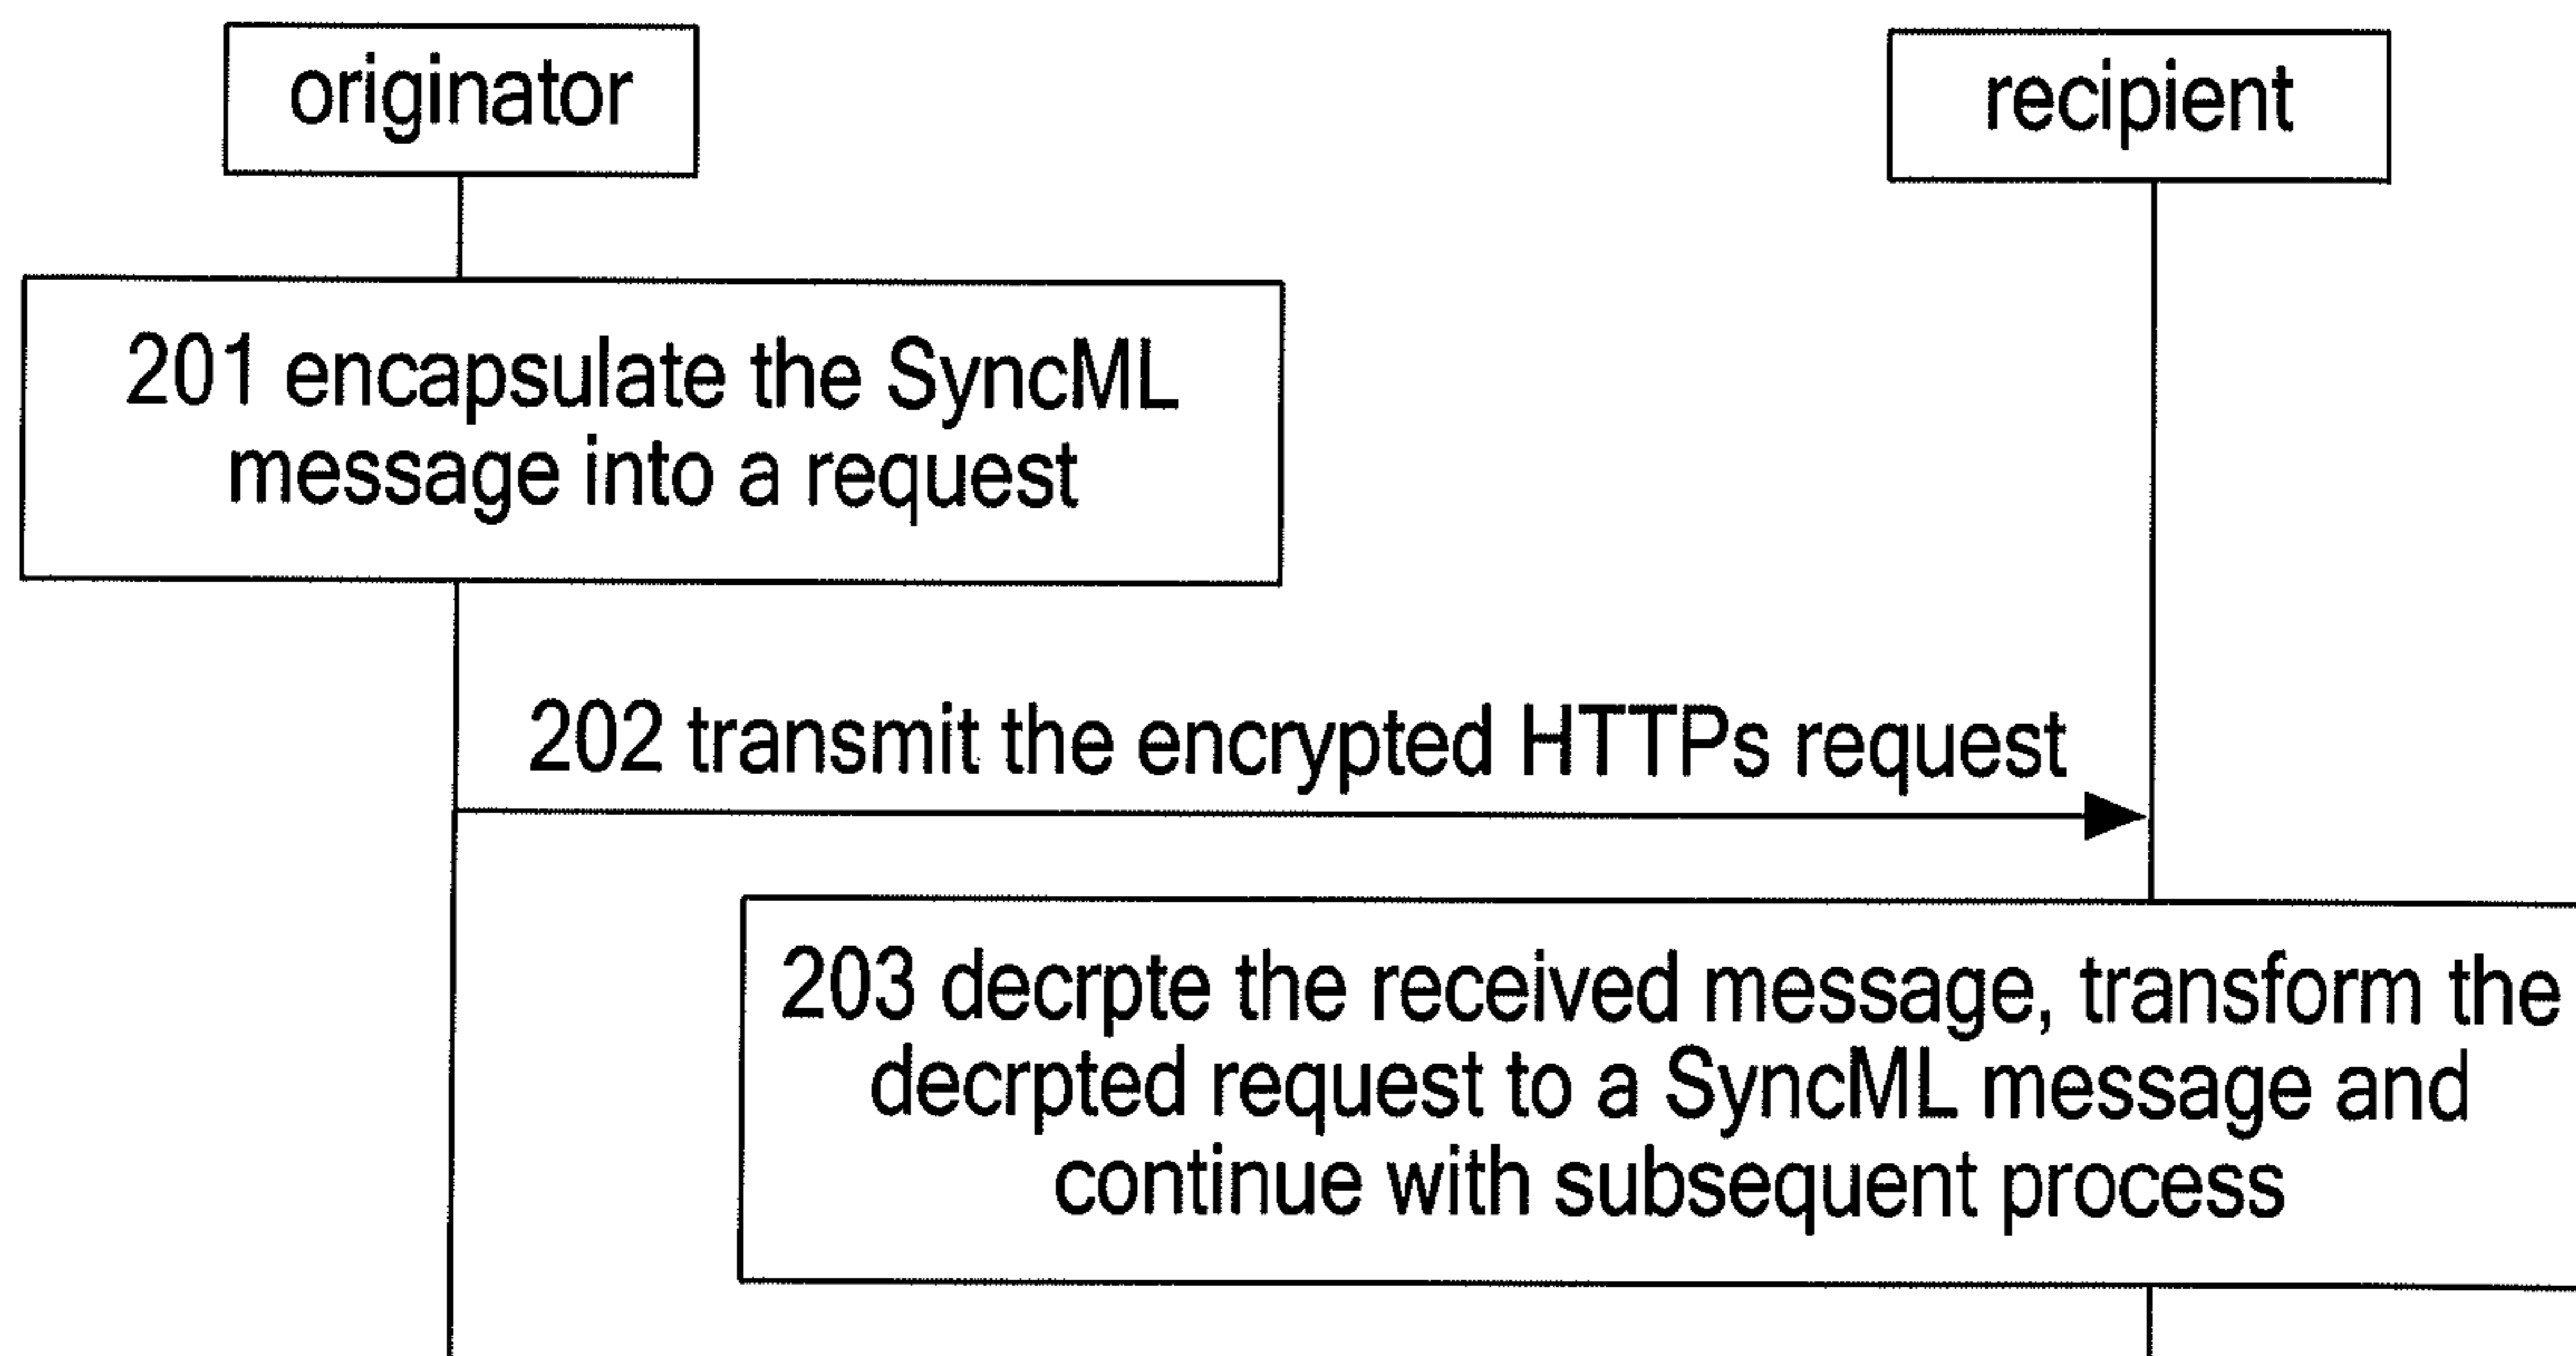 originator
recipient
201 encapsulate the SyncML
message into a request
202 transmit the encrypted HTTPs request
203 decrpte the received message, transform the
decrpted request to a SyncML message and
continue with subsequent process